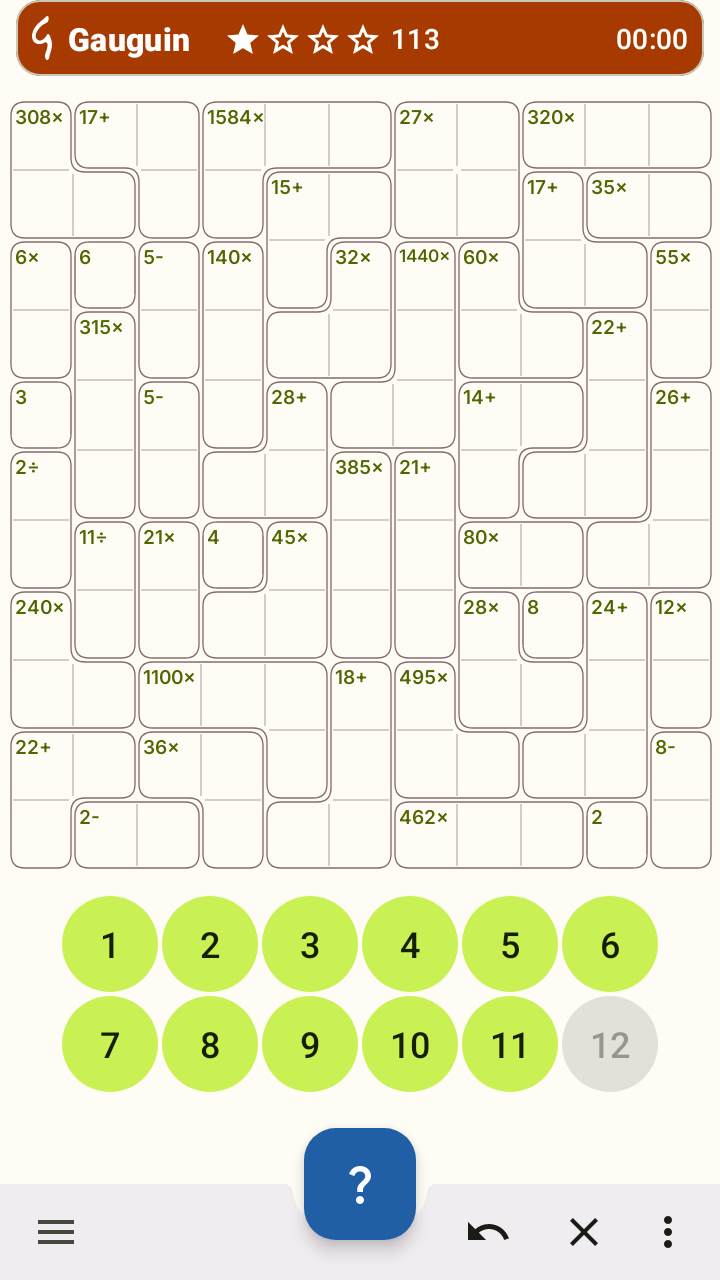 Gauguin 113 00:00
308× 17+ 1584× 27× 320×
15+ 17+ 35×
6× 6 5- 140× 32× 1440× 60× 55×
315× 22+
3 5- 28+ 14+ 26+
2÷ 385× 21+
11÷ 21× 4 45× 80×
240× 28× 8 24+ 12×
1100× 18+ 495×
22+ 36× 8-
2- 462× 2
1 2 3 4 5 6
7 8 9 10 11 12
?